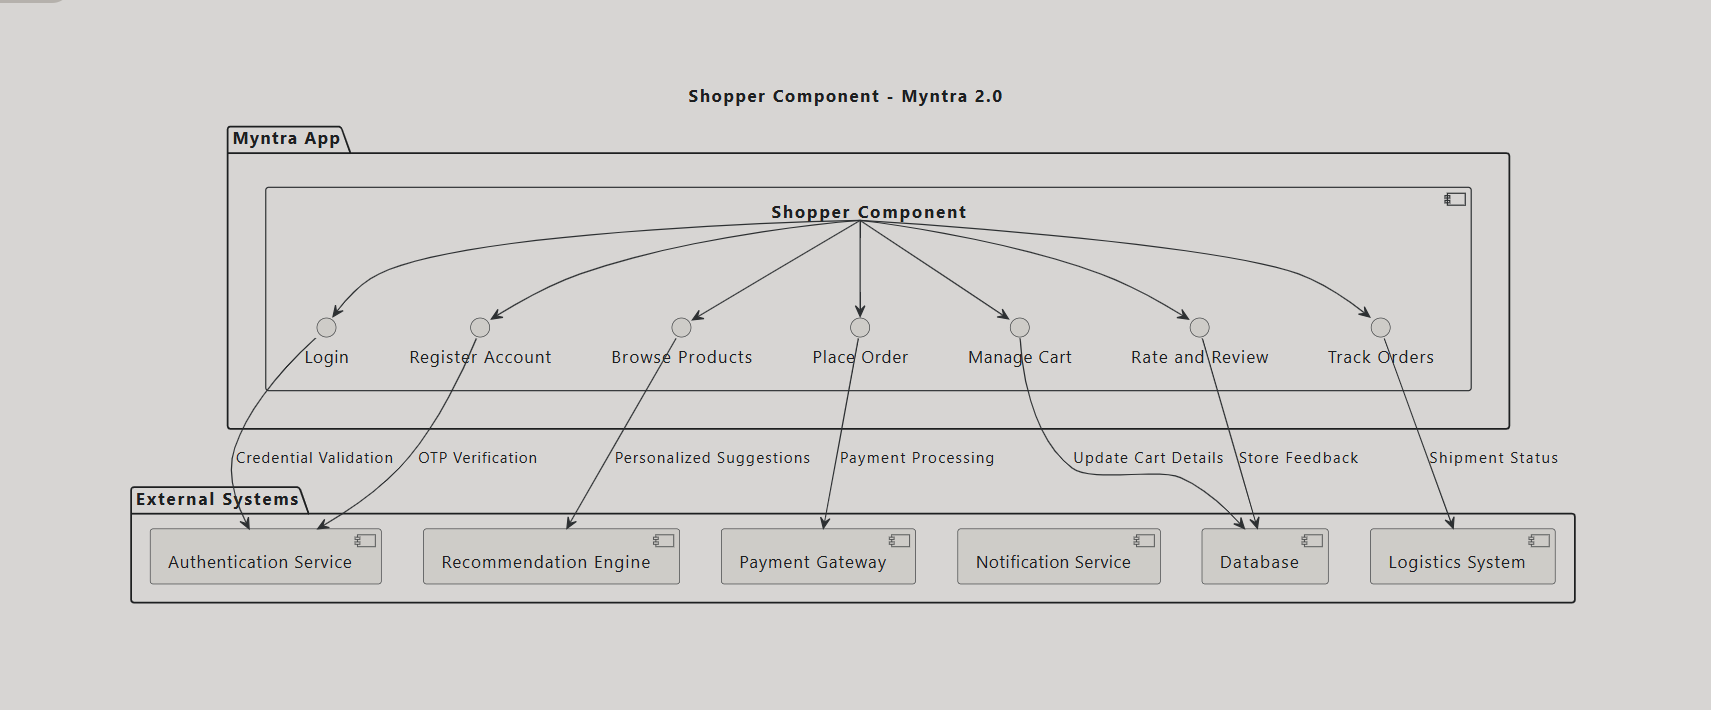 Shopper Component - Myntra 2.0
Myntra App
Shopper Component
Login
Register Account
Browse Products
Place Order
Manage Cart
Rate and Review
Track Orders
Credential Validation
OTP Verification
Personalized Suggestions
Payment Processing
Update Cart Details
Store Feedback
Shipment Status
External Systems
Authentication Service
Recommendation Engine
Payment Gateway
Notification Service
Database
Logistics System